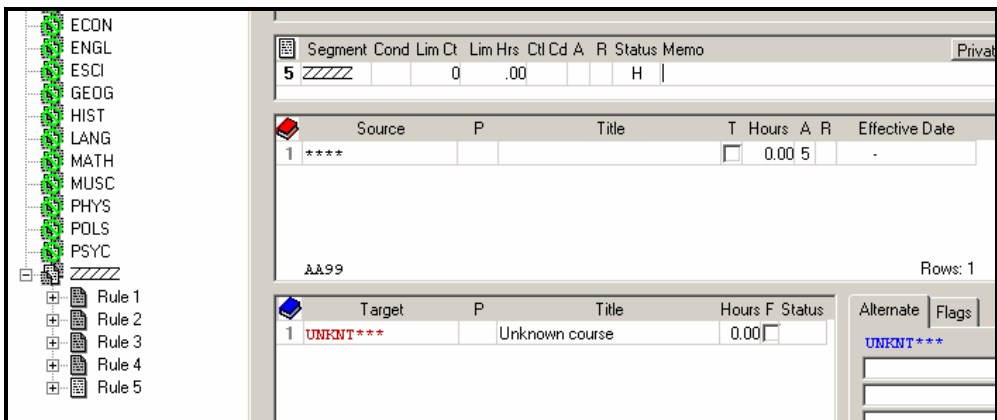 ECON
ENGL
ESCI
GEOG
HIST
LANG
MATH
MUSC
PHYS
POLS
PSYC
ZZZZZ
Rule 1
Rule 2
Rule 3
Rule 4
Rule 5
Segment Cond Lim Ct Lim Hrs Ctl Cd A R Status Memo
Privat
5 ZZZZZ 0 .00 H
Source P Title T Hours A R Effective Date
1 **** 0.00 5 -
AA99 Rows: 1
Target P Title Hours F Status
1 UNKNT*** Unknown course 0.00
Alternate Flags
UNKNT***